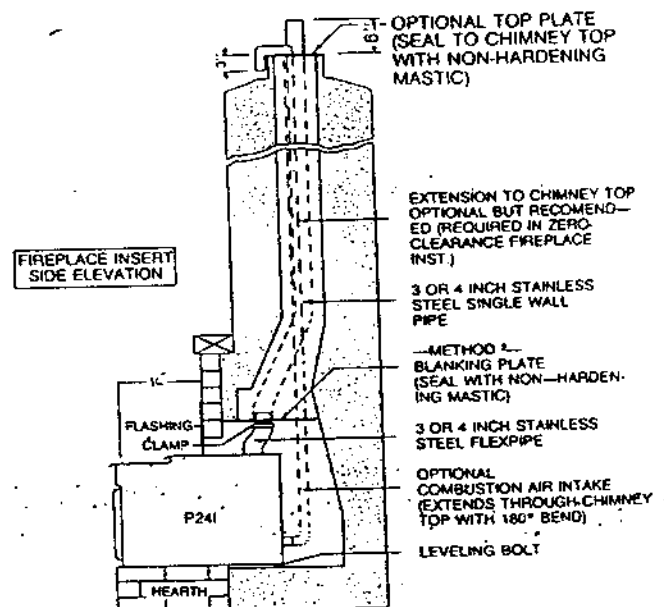 OPTIONAL TOP PLATE
(SEAL TO CHIMNEY TOP
WITH NON-HARDENING
MASTIC)
3"
EXTENSION TO CHIMNEY TOP
OPTIONAL BUT RECOMEND—
ED (REQUIRED IN ZERO-
CLEARANCE FIREPLACE
INST.)
FIREPLACE INSERT
SIDE ELEVATION
3 OR 4 INCH STAINLESS
STEEL SINGLE WALL
PIPE
—METHOD
BLANKING PLATE
(SEAL WITH NON—HARDEN-
ING MASTIC)
FLASHING
CLAMP
3 OR 4 INCH STAINLESS
STEEL FLEXPIPE
OPTIONAL
COMBUSTION AIR INTAKE
(EXTENDS THROUGH CHIMNEY
TOP WITH 180° BEND)
P24I
LEVELING BOLT
HEARTH